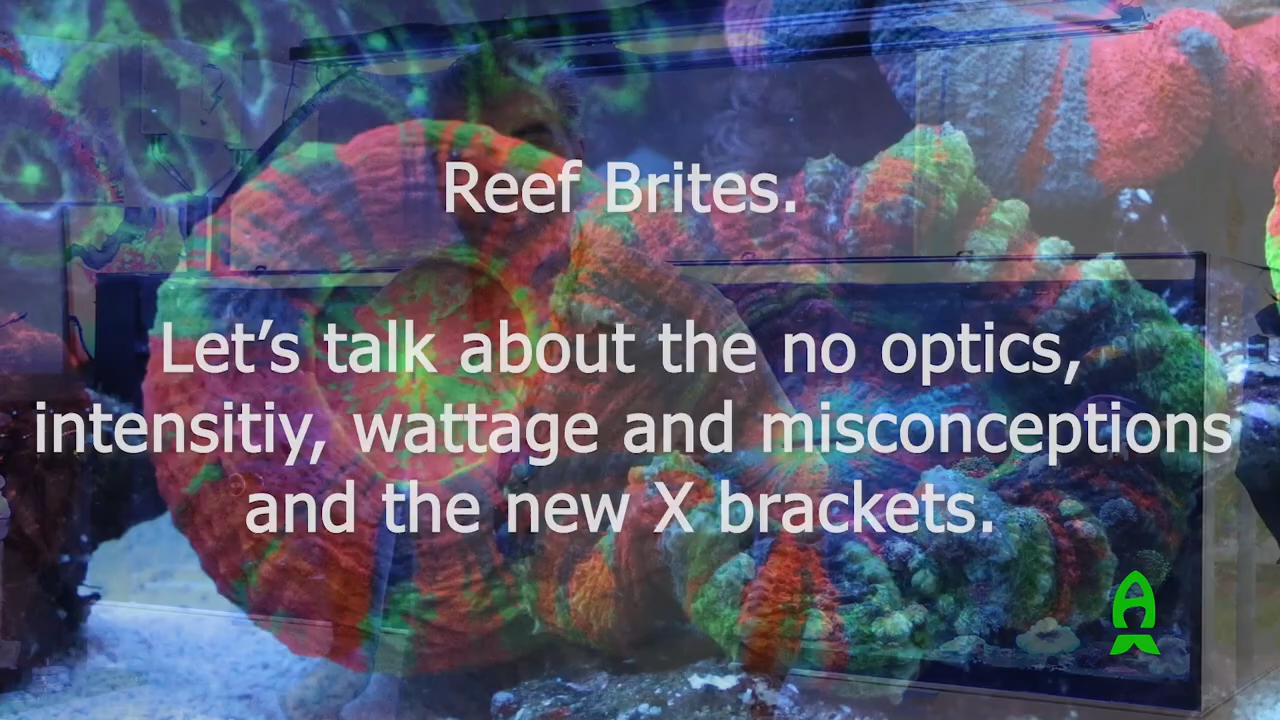 Reef Brites.
Let’s talk about the no optics,
intensitiy, wattage and misconceptions
and the new X brackets.